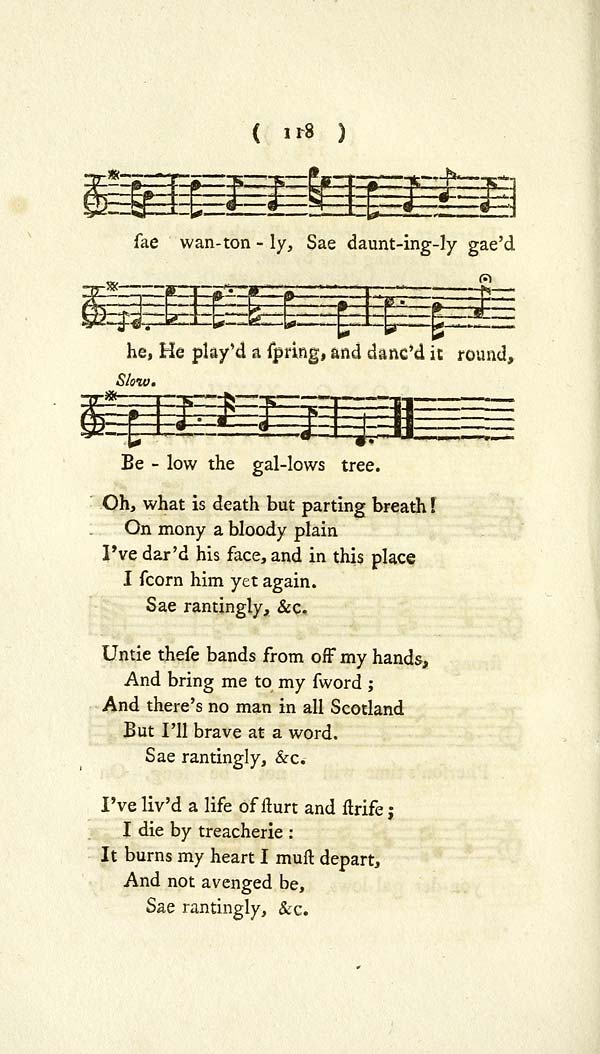 ( 118 )
ſae wan-ton - ly, Sae daunt-ing-ly gae'd
he, He play'd a ſpring, and danc'd it round,
Slow.
Be - low the gal-lows tree.
Oh, what is death but parting breath!
On mony a bloody plain
I've dar'd his face, and in this place
I ſcorn him yet again.
Sae rantingly, &c.
Untie theſe bands from off my hands,
And bring me to my ſword ;
And there's no man in all Scotland
But I'll brave at a word.
Sae rantingly, &c.
I've liv'd a life of ſturt and ſtrife ;
I die by treacherie :
It burns my heart I muſt depart,
And not avenged be,
Sae rantingly, &c.